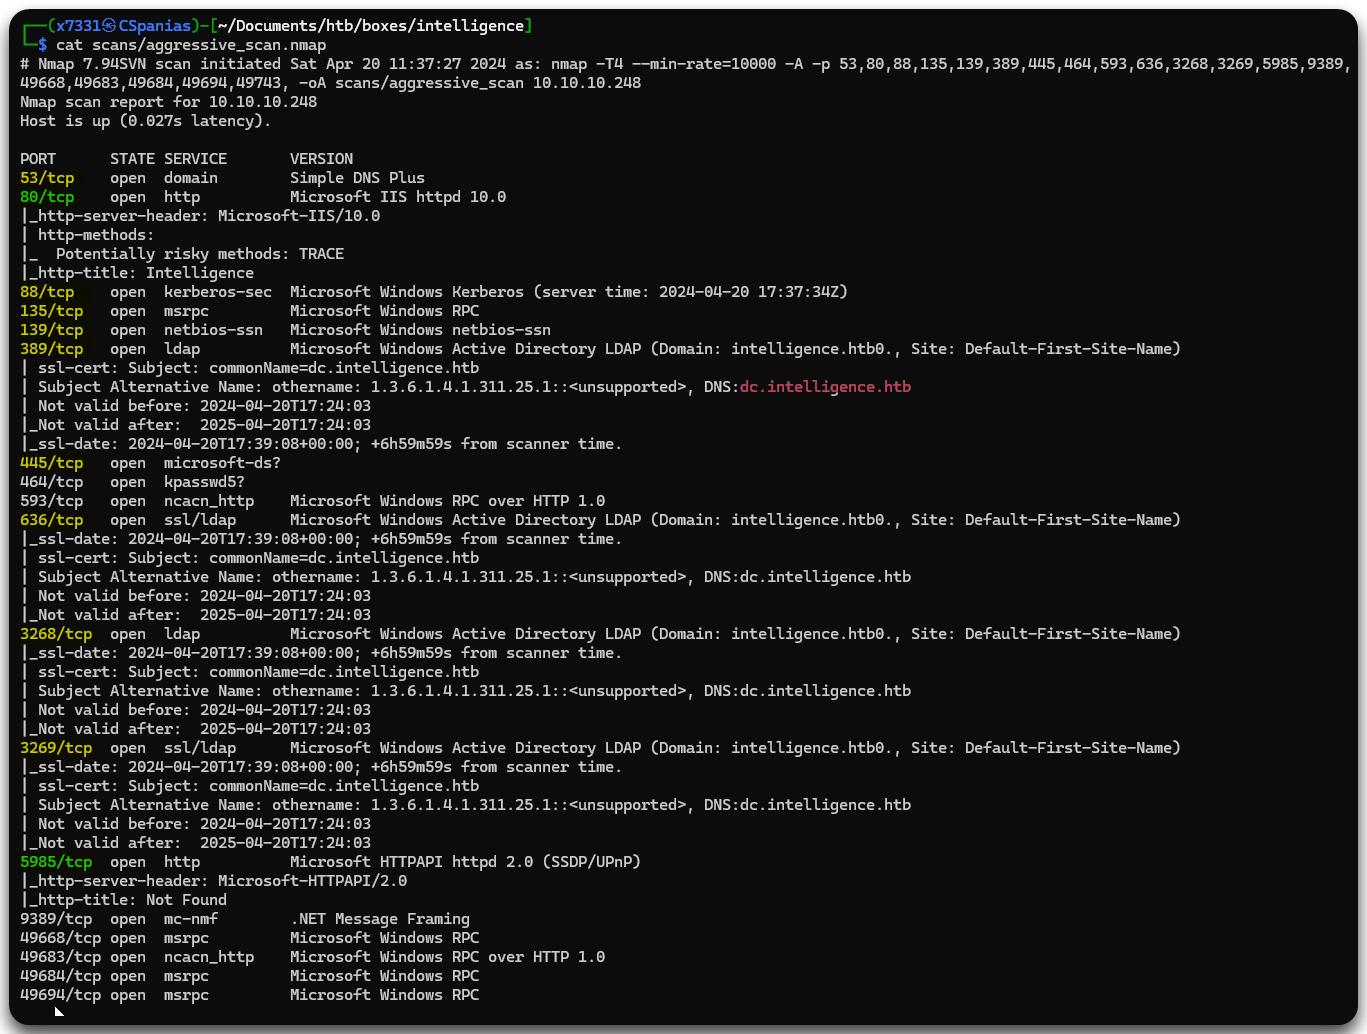 ┌──(x7331㉿CSpanias)-[~/Documents/htb/boxes/intelligence]
└─$ cat scans/aggressive_scan.nmap
# Nmap 7.94SVN scan initiated Sat Apr 20 11:37:27 2024 as: nmap -T4 --min-rate=10000 -A -p 53,80,88,135,139,389,445,464,593,636,3268,3269,5985,9389,
49668,49683,49684,49694,49743, -oA scans/aggressive_scan 10.10.10.248
Nmap scan report for 10.10.10.248
Host is up (0.027s latency).

PORT      STATE SERVICE       VERSION
53/tcp    open  domain        Simple DNS Plus
80/tcp    open  http          Microsoft IIS httpd 10.0
|_http-server-header: Microsoft-IIS/10.0
| http-methods:
|_  Potentially risky methods: TRACE
|_http-title: Intelligence
88/tcp    open  kerberos-sec  Microsoft Windows Kerberos (server time: 2024-04-20 17:37:34Z)
135/tcp   open  msrpc         Microsoft Windows RPC
139/tcp   open  netbios-ssn   Microsoft Windows netbios-ssn
389/tcp   open  ldap          Microsoft Windows Active Directory LDAP (Domain: intelligence.htb0., Site: Default-First-Site-Name)
| ssl-cert: Subject: commonName=dc.intelligence.htb
| Subject Alternative Name: othername: 1.3.6.1.4.1.311.25.1::<unsupported>, DNS:dc.intelligence.htb
| Not valid before: 2024-04-20T17:24:03
|_Not valid after:  2025-04-20T17:24:03
|_ssl-date: 2024-04-20T17:39:08+00:00; +6h59m59s from scanner time.
445/tcp   open  microsoft-ds?
464/tcp   open  kpasswd5?
593/tcp   open  ncacn_http    Microsoft Windows RPC over HTTP 1.0
636/tcp   open  ssl/ldap      Microsoft Windows Active Directory LDAP (Domain: intelligence.htb0., Site: Default-First-Site-Name)
|_ssl-date: 2024-04-20T17:39:08+00:00; +6h59m59s from scanner time.
| ssl-cert: Subject: commonName=dc.intelligence.htb
| Subject Alternative Name: othername: 1.3.6.1.4.1.311.25.1::<unsupported>, DNS:dc.intelligence.htb
| Not valid before: 2024-04-20T17:24:03
|_Not valid after:  2025-04-20T17:24:03
3268/tcp  open  ldap          Microsoft Windows Active Directory LDAP (Domain: intelligence.htb0., Site: Default-First-Site-Name)
|_ssl-date: 2024-04-20T17:39:08+00:00; +6h59m59s from scanner time.
| ssl-cert: Subject: commonName=dc.intelligence.htb
| Subject Alternative Name: othername: 1.3.6.1.4.1.311.25.1::<unsupported>, DNS:dc.intelligence.htb
| Not valid before: 2024-04-20T17:24:03
|_Not valid after:  2025-04-20T17:24:03
3269/tcp  open  ssl/ldap      Microsoft Windows Active Directory LDAP (Domain: intelligence.htb0., Site: Default-First-Site-Name)
|_ssl-date: 2024-04-20T17:39:08+00:00; +6h59m59s from scanner time.
| ssl-cert: Subject: commonName=dc.intelligence.htb
| Subject Alternative Name: othername: 1.3.6.1.4.1.311.25.1::<unsupported>, DNS:dc.intelligence.htb
| Not valid before: 2024-04-20T17:24:03
|_Not valid after:  2025-04-20T17:24:03
5985/tcp  open  http          Microsoft HTTPAPI httpd 2.0 (SSDP/UPnP)
|_http-server-header: Microsoft-HTTPAPI/2.0
|_http-title: Not Found
9389/tcp  open  mc-nmf        .NET Message Framing
49668/tcp open  msrpc         Microsoft Windows RPC
49683/tcp open  ncacn_http    Microsoft Windows RPC over HTTP 1.0
49684/tcp open  msrpc         Microsoft Windows RPC
49694/tcp open  msrpc         Microsoft Windows RPC